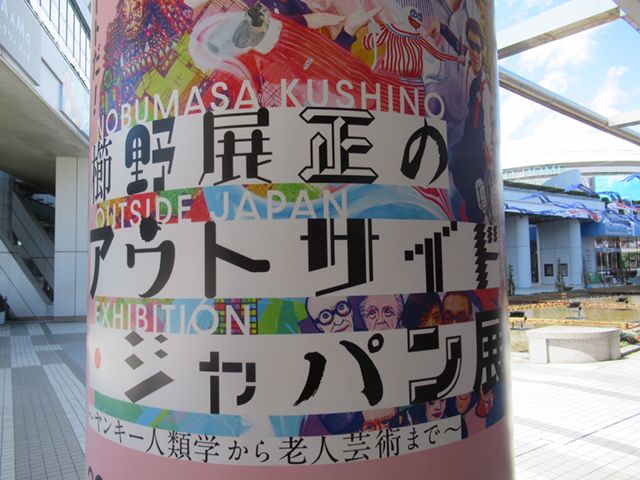 NOBUMASA KUSHINO
櫛野展正の
OUTSIDE JAPAN
アウトサイド
EXHIBITION
・ジャパン展
～ヤンキー人類学から老人芸術まで～